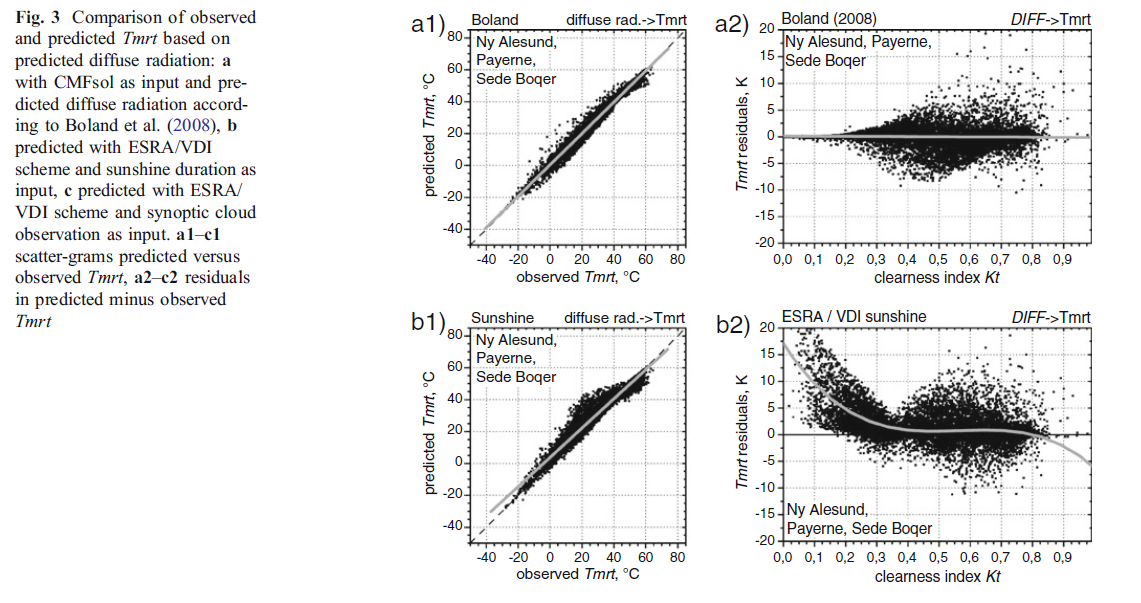 Fig. 3 Comparison of observed
and predicted Tmrt based on
predicted diffuse radiation: a
with CMFsol as input and pre-
dicted diffuse radiation accord-
ing to Boland et al. (2008), b
predicted with ESRA/VDI
scheme and sunshine duration as
input, c predicted with ESRA/
VDI scheme and synoptic cloud
observation as input. a1–c1
scatter-grams predicted versus
observed Tmrt, a2–c2 residuals
in predicted minus observed
Tmrt
a1) Boland diffuse rad.->Tmrt
Ny Alesund,
Payerne,
Sede Boqer
predicted Tmrt, °C
80
60
40
20
0
-20
-40
-40 -20 0 20 40 60 80
observed Tmrt, °C
a2) Boland (2008) DIFF->Tmrt
Ny Alesund, Payerne,
Sede Boqer
Tmrt residuals, K
20
15
10
5
0
-5
-10
-15
-20
0,0 0,1 0,2 0,3 0,4 0,5 0,6 0,7 0,8 0,9
clearness index Kt
b1) Sunshine diffuse rad.->Tmrt
Ny Alesund,
Payerne,
Sede Boqer
predicted Tmrt, °C
80
60
40
20
0
-20
-40
-40 -20 0 20 40 60 80
observed Tmrt, °C
b2) ESRA / VDI sunshine DIFF->Tmrt
Tmrt residuals, K
20
15
10
5
0
-5
-10
-15
-20
Ny Alesund,
Payerne, Sede Boqer
0,0 0,1 0,2 0,3 0,4 0,5 0,6 0,7 0,8 0,9
clearness index Kt